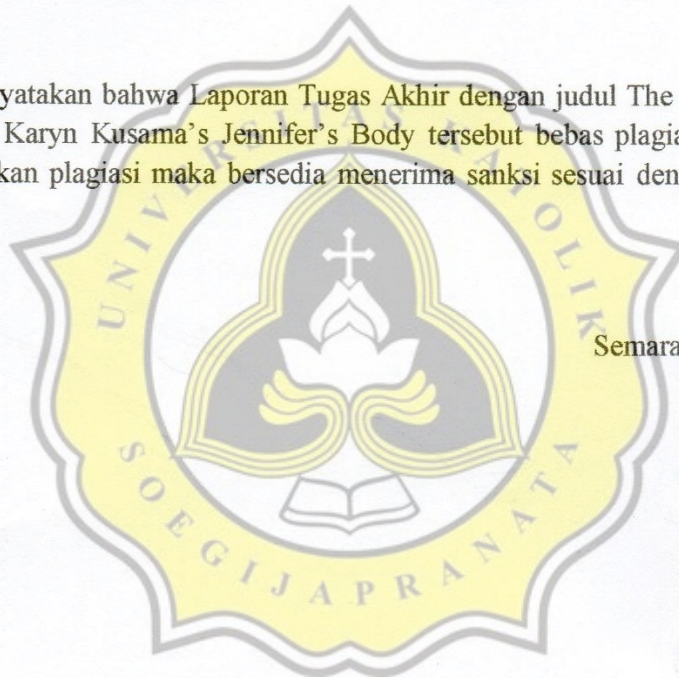 yatakan bahwa Laporan Tugas Akhir dengan judul The
Karyn Kusama's Jennifer's Body tersebut bebas plagia
kan plagiasi maka bersedia menerima sanksi sesuai den
Semara
UNIVERSITAS KATOLIK
SOEGIJAPRANATA